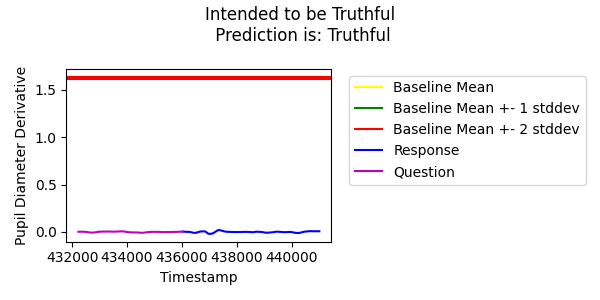 Intended to be Truthful
Prediction is: Truthful
Pupil Diameter Derivative
1.5
1.0
0.5
0.0
432000 434000 436000 438000 440000
Timestamp
Baseline Mean
Baseline Mean +- 1 stddev
Baseline Mean +- 2 stddev
Response
Question